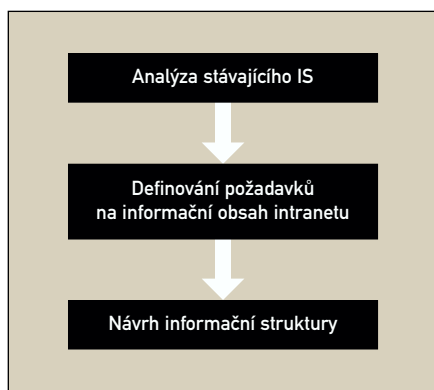 Analýza stávajícího IS
Definování požadavků
na informační obsah intranetu
Návrh informační struktury